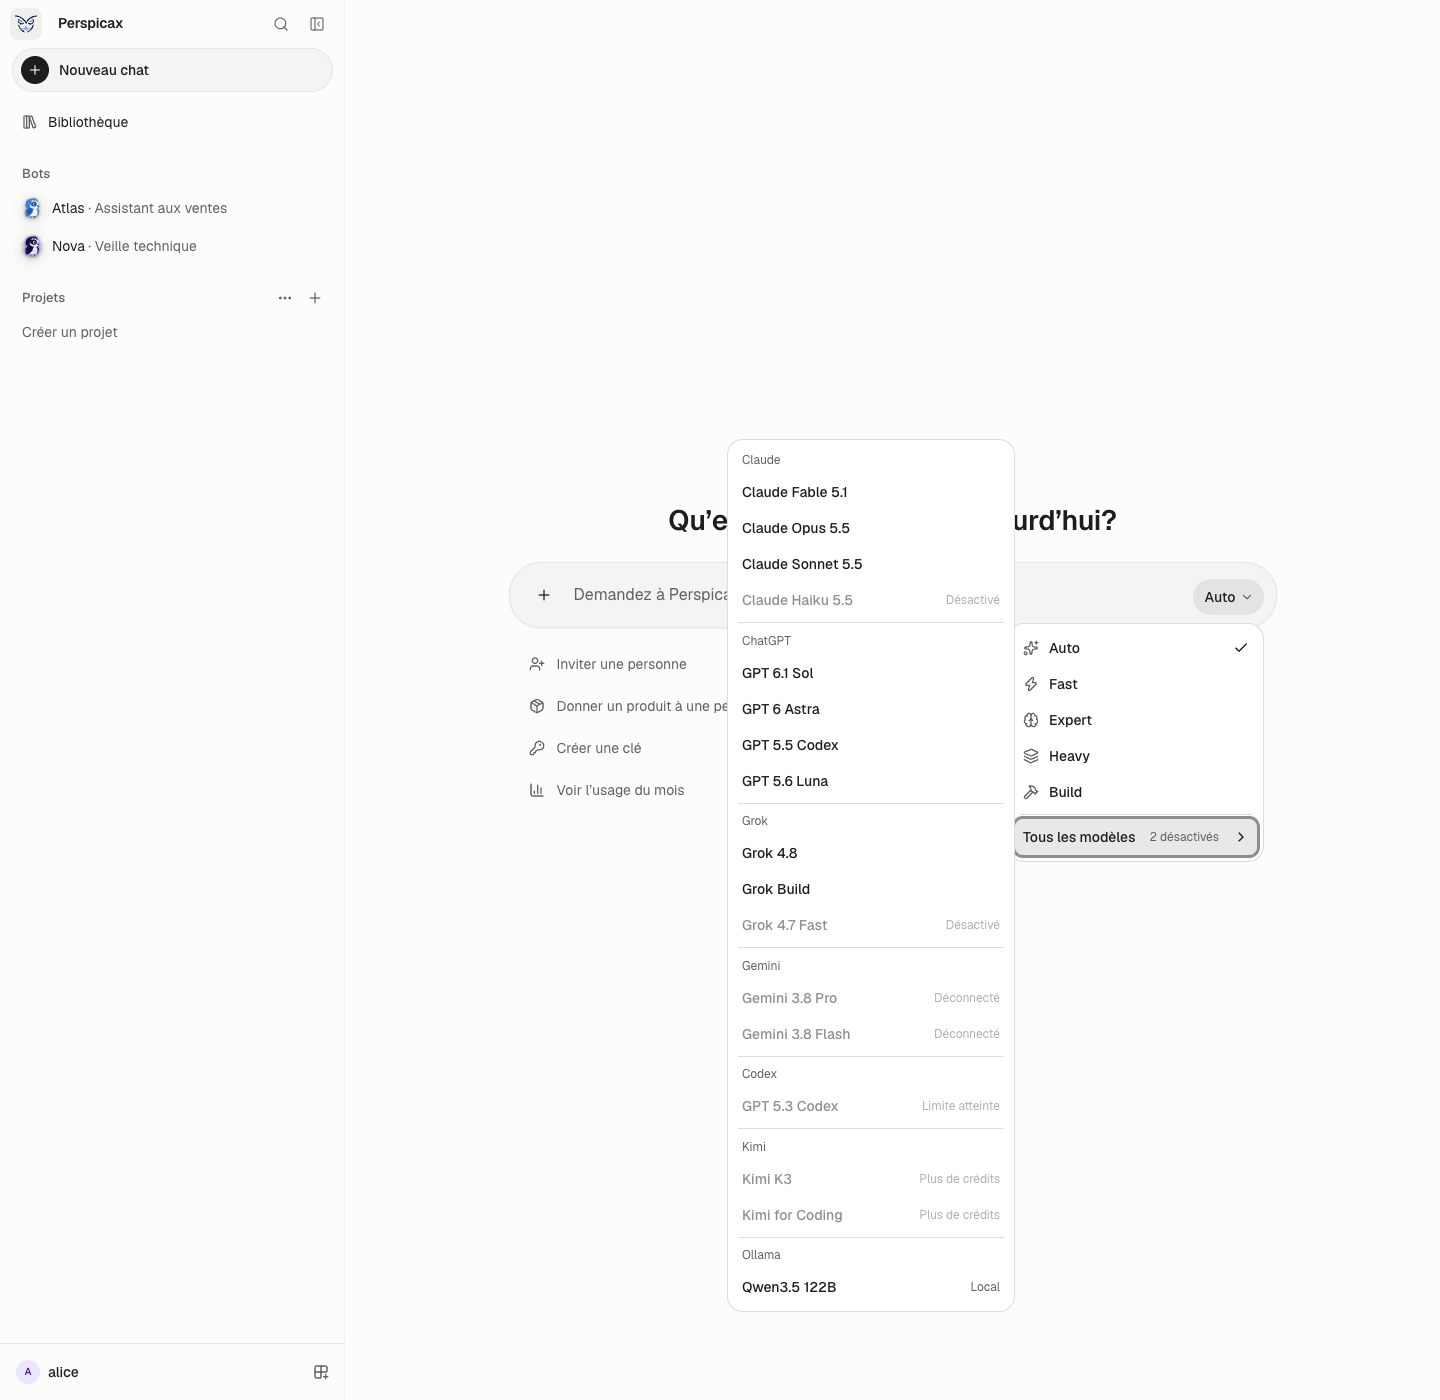 Perspicax
Nouveau chat
Bibliothèque
Bots
Atlas · Assistant aux ventes
Nova · Veille technique
Projets
Créer un projet
A alice
Qu’e
urd’hui?
Demandez à Perspica
Auto
Inviter une personne
Donner un produit à une pe
Créer une clé
Voir l’usage du mois
Claude
Claude Fable 5.1
Claude Opus 5.5
Claude Sonnet 5.5
Claude Haiku 5.5 Désactivé
ChatGPT
GPT 6.1 Sol
GPT 6 Astra
GPT 5.5 Codex
GPT 5.6 Luna
Grok
Grok 4.8
Grok Build
Grok 4.7 Fast Désactivé
Gemini
Gemini 3.8 Pro Déconnecté
Gemini 3.8 Flash Déconnecté
Codex
GPT 5.3 Codex Limite atteinte
Kimi
Kimi K3 Plus de crédits
Kimi for Coding Plus de crédits
Ollama
Qwen3.5 122B Local
Auto
Fast
Expert
Heavy
Build
Tous les modèles 2 désactivés